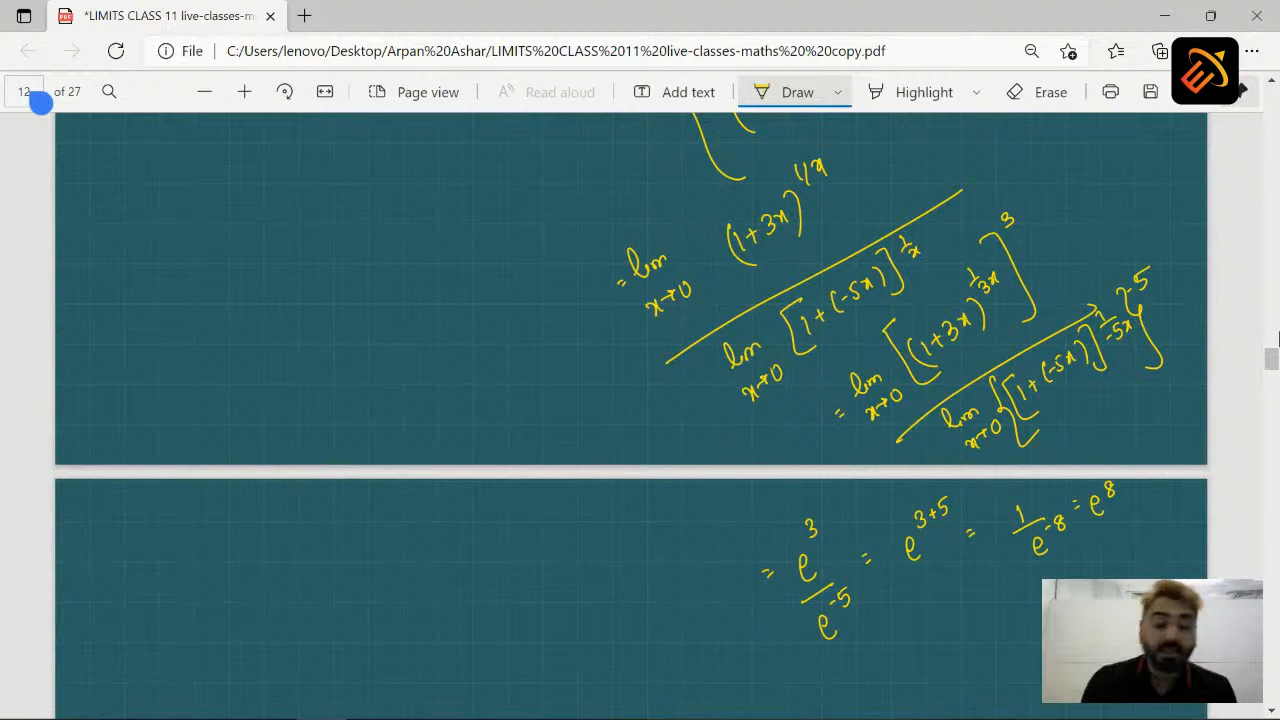 *LIMITS CLASS 11 live-classes-m
File C:/Users/lenovo/Desktop/Arpan%20Ashar/LIMITS%20CLASS%2011%20live-classes-maths%20%20copy.pdf
12 of 27 Page view Read aloud Add text Draw Highlight Erase
= lim x→0 (1+3x)^{1/x}
lim x→0 [1+(-5x)]^{1/x}
= lim x→0 [(1+3x)^{1/3x}]^3
lim x→0 {[1+(-5x)]^{1/-5x}}^{-5}
= e^3 / e^{-5} = e^{3+5} = 1/e^{-8} = e^8